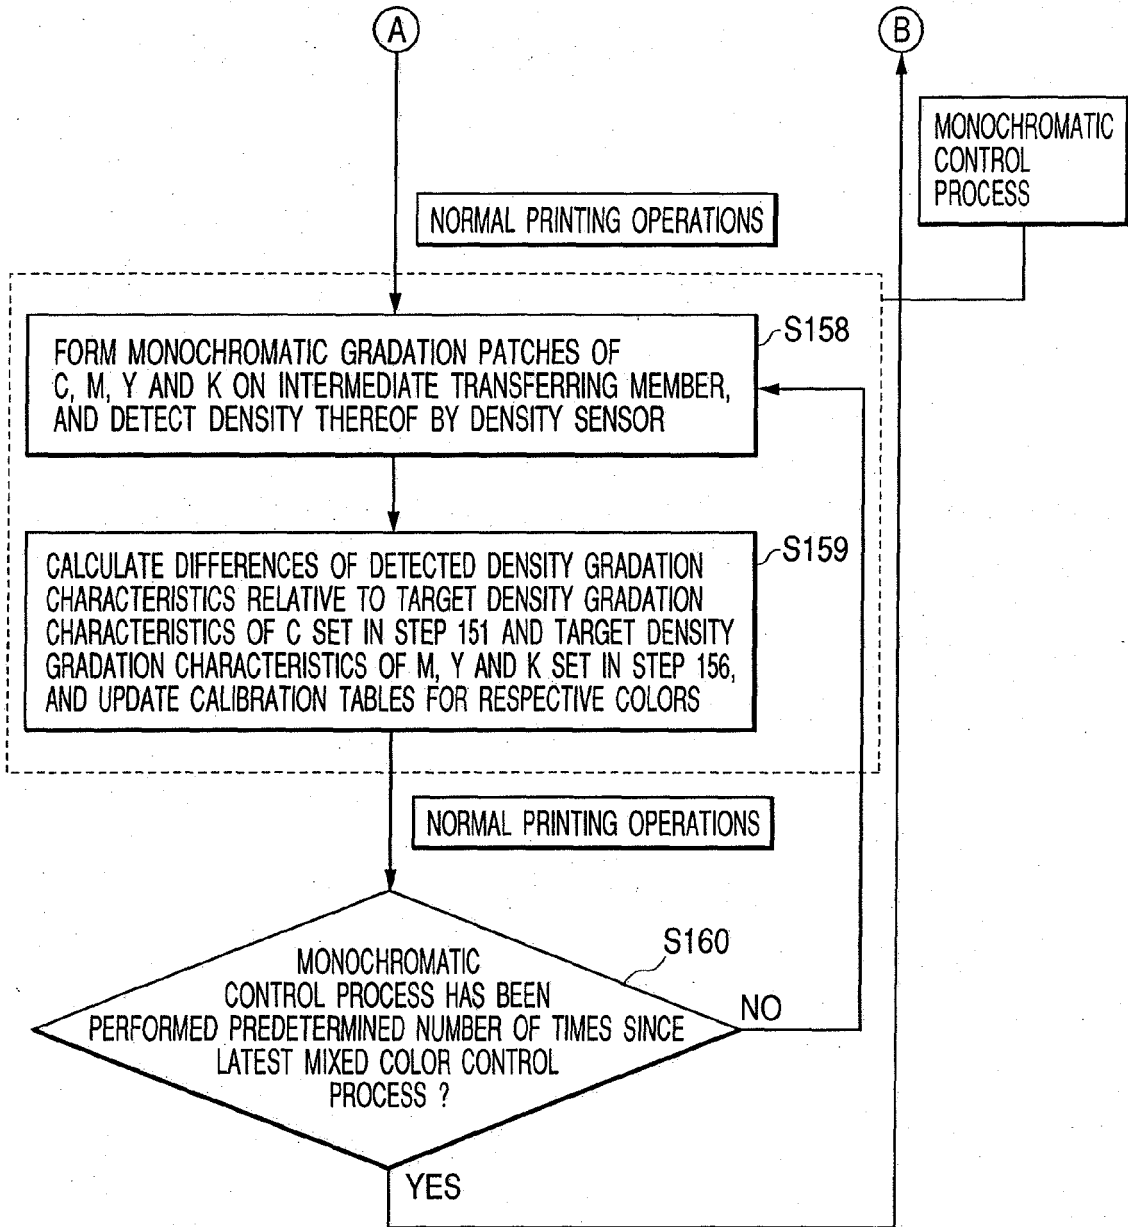 A
B
MONOCHROMATIC
CONTROL
PROCESS
NORMAL PRINTING OPERATIONS
S158
FORM MONOCHROMATIC GRADATION PATCHES OF
C, M, Y AND K ON INTERMEDIATE TRANSFERRING MEMBER,
AND DETECT DENSITY THEREOF BY DENSITY SENSOR
S159
CALCULATE DIFFERENCES OF DETECTED DENSITY GRADATION
CHARACTERISTICS RELATIVE TO TARGET DENSITY GRADATION
CHARACTERISTICS OF C SET IN STEP 151 AND TARGET DENSITY
GRADATION CHARACTERISTICS OF M, Y AND K SET IN STEP 156,
AND UPDATE CALIBRATION TABLES FOR RESPECTIVE COLORS
NORMAL PRINTING OPERATIONS
S160
MONOCHROMATIC
CONTROL PROCESS HAS BEEN
PERFORMED PREDETERMINED NUMBER OF TIMES SINCE
LATEST MIXED COLOR CONTROL
PROCESS ?
NO
YES